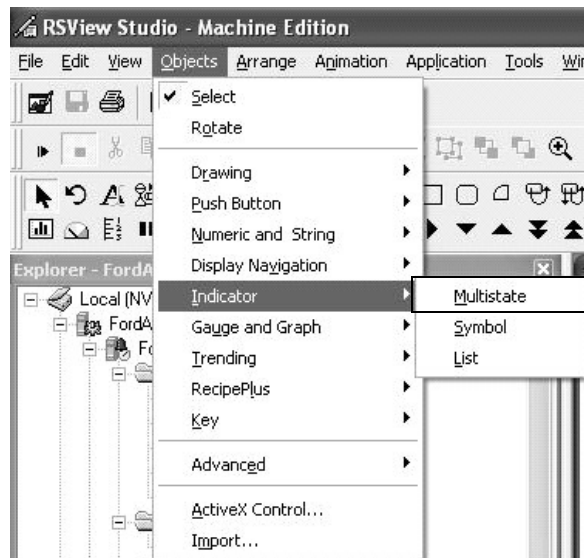 RSView Studio - Machine Edition
File Edit View Objects Arrange Animation Application Tools
Select
Rotate
Drawing
Push Button
Numeric and String
Display Navigation
Explorer - FordA
Local (NV
Indicator
Multistate
FordA
Gauge and Graph
Symbol
Fo
Trending
List
RecipePlus
Key
Advanced
ActiveX Control...
Import...